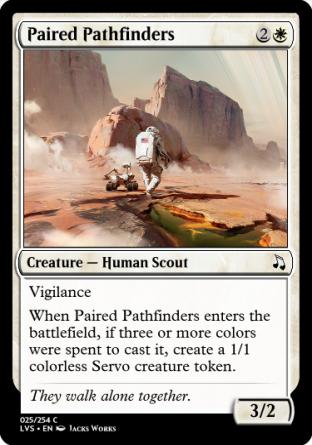 Paired Pathfinders 2
Creature — Human Scout
Vigilance
When Paired Pathfinders enters the
battlefield, if three or more colors
were spent to cast it, create a 1/1
colorless Servo creature token.
They walk alone together.
3/2
025/254 C
LVS • EN Jacks Works